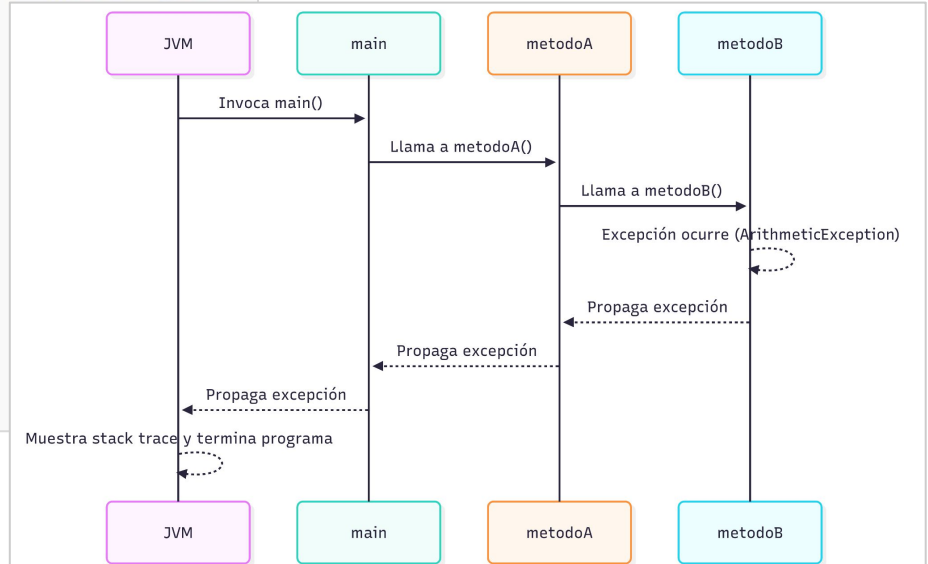 JVM
main
metodoA
metodoB
Invoca main()
Llama a metodoA()
Llama a metodoB()
Excepción ocurre (ArithmeticException)
Propaga excepción
Propaga excepción
Propaga excepción
Muestra stack trace y termina programa
JVM
main
metodoA
metodoB